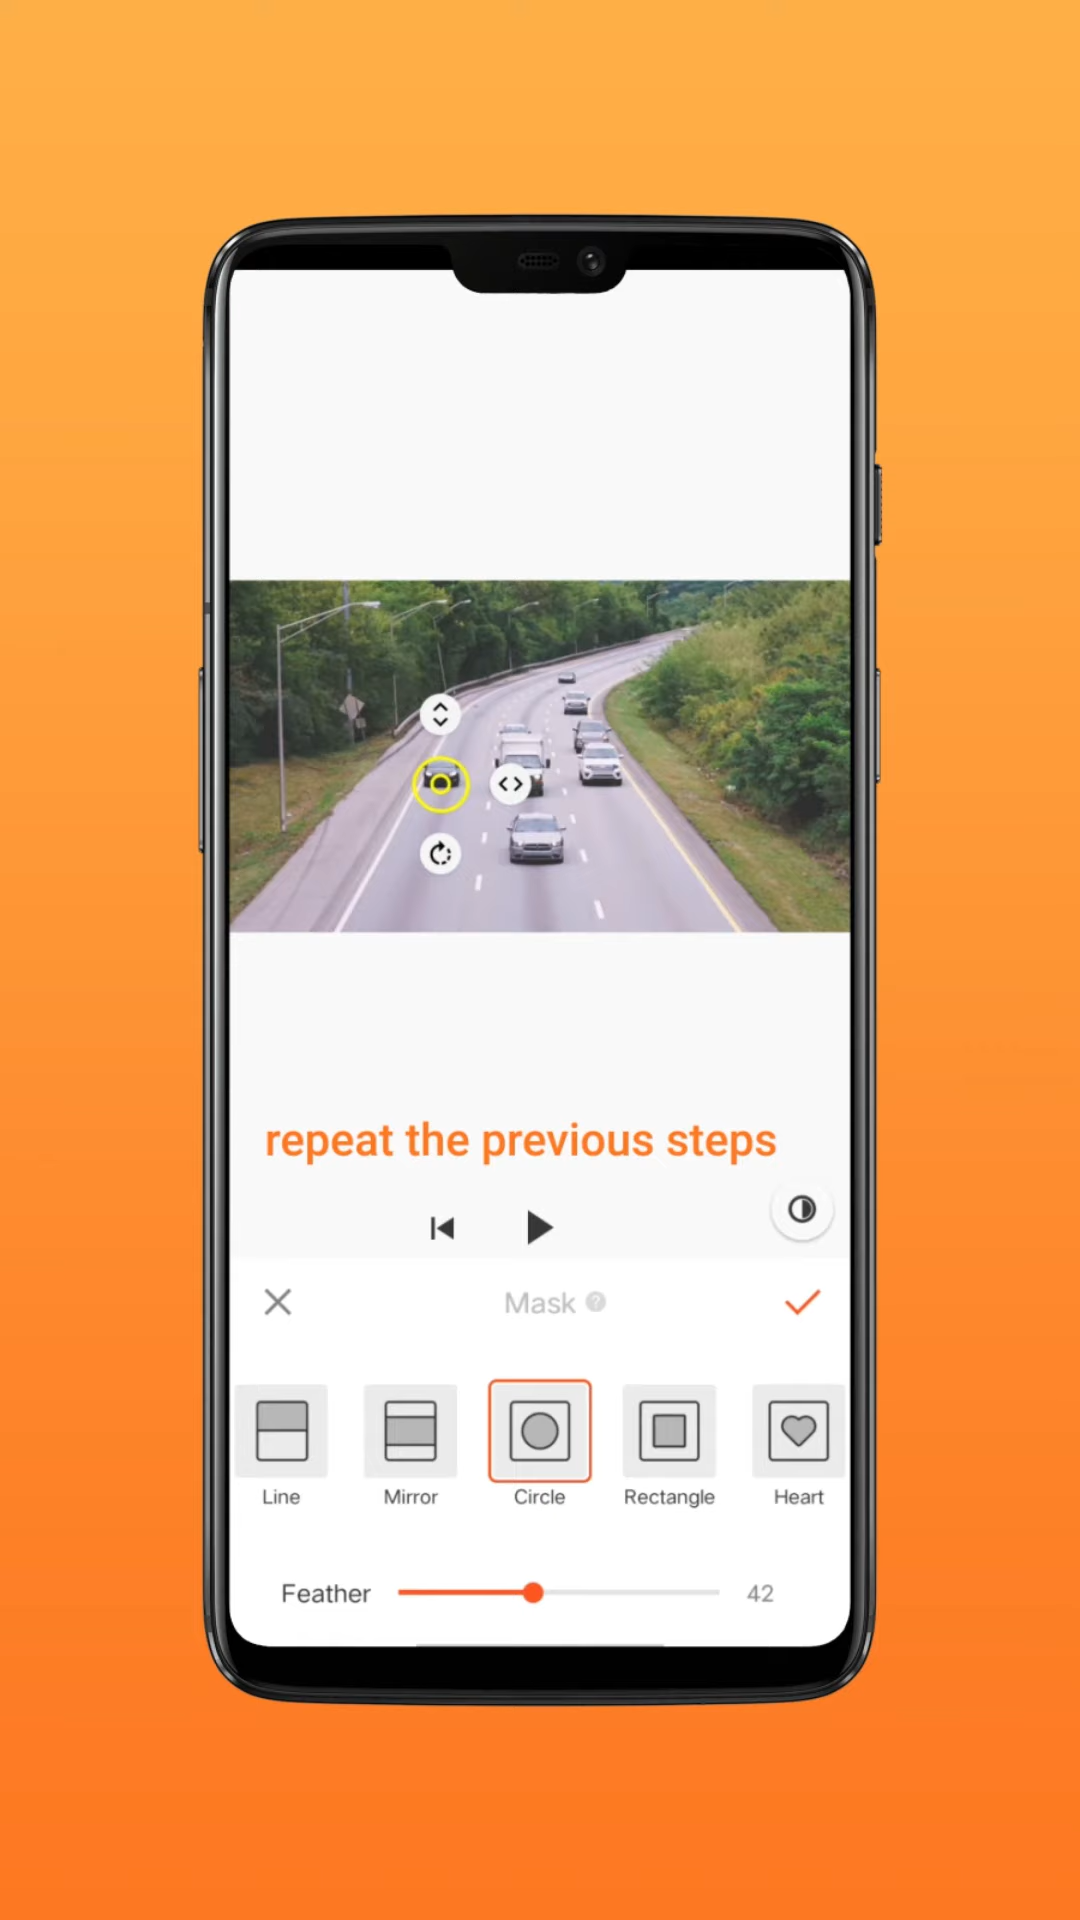 repeat the previous steps
Mask
Line Mirror Circle Rectangle Heart
Feather 42